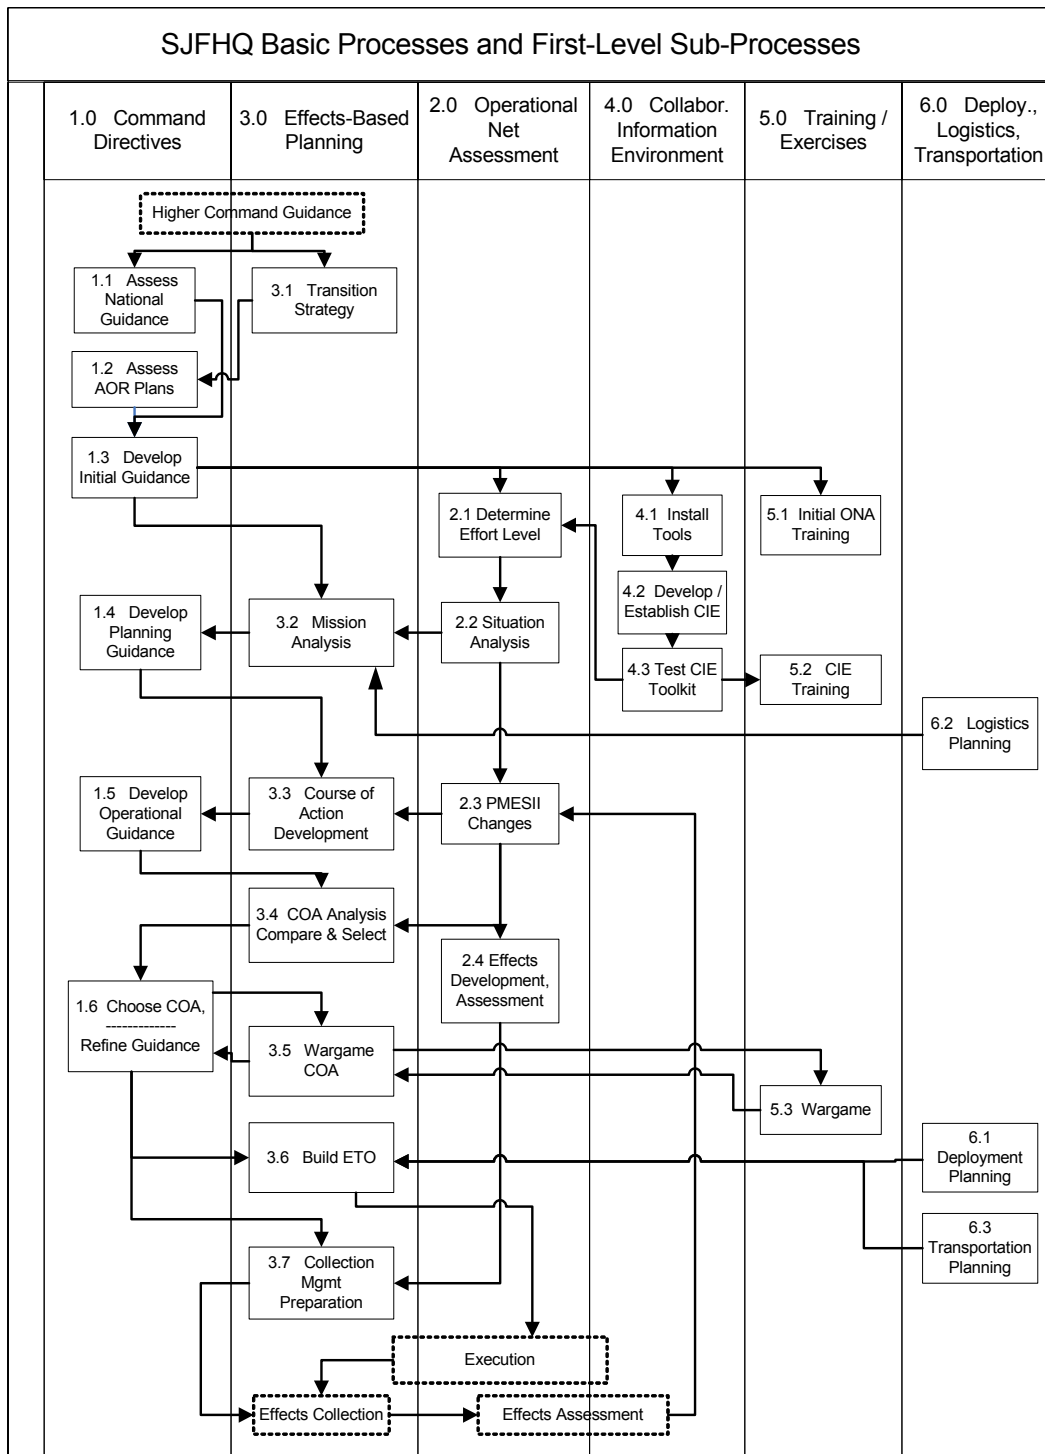 SJFHQ Basic Processes and First-Level Sub-Processes
1.0 Command
Directives
3.0 Effects-Based
Planning
2.0 Operational
Net
Assessment
4.0 Collabor.
Information
Environment
5.0 Training /
Exercises
6.0 Deploy.,
Logistics,
Transportation
Higher Command Guidance
1.1 Assess
National
Guidance
3.1 Transition
Strategy
1.2 Assess
AOR Plans
1.3 Develop
Initial Guidance
2.1 Determine
Effort Level
4.1 Install
Tools
5.1 Initial ONA
Training
4.2 Develop /
Establish CIE
1.4 Develop
Planning
Guidance
3.2 Mission
Analysis
2.2 Situation
Analysis
4.3 Test CIE
Toolkit
5.2 CIE
Training
6.2 Logistics
Planning
1.5 Develop
Operational
Guidance
3.3 Course of
Action
Development
2.3 PMESII
Changes
3.4 COA Analysis
Compare & Select
2.4 Effects
Development,
Assessment
1.6 Choose COA,
-------------
Refine Guidance
3.5 Wargame
COA
5.3 Wargame
3.6 Build ETO
6.1
Deployment
Planning
6.3
Transportation
Planning
3.7 Collection
Mgmt
Preparation
Execution
Effects Collection
Effects Assessment